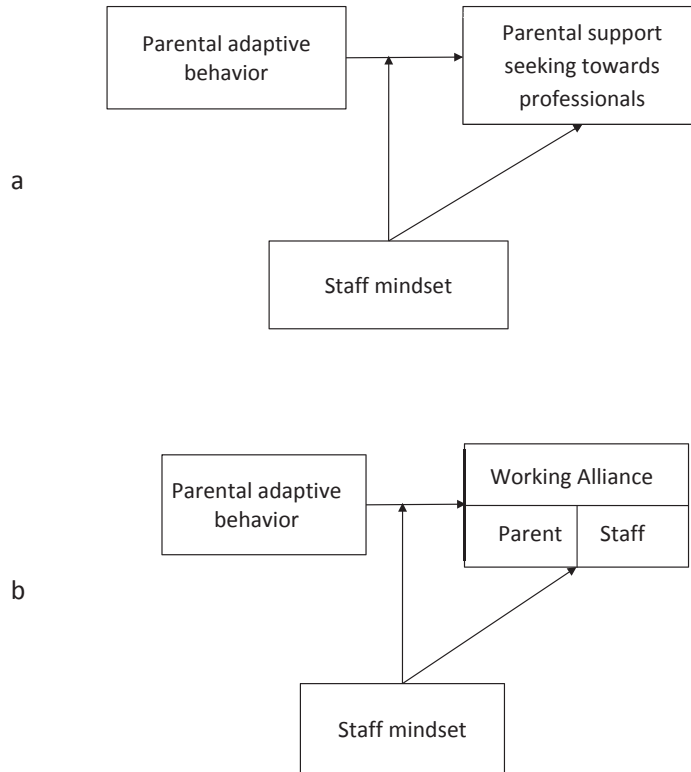 Parental adaptive
behavior
Parental support
seeking towards
professionals
a
Staff mindset
Parental adaptive
behavior
Working Alliance
Parent
Staff
b
Staff mindset